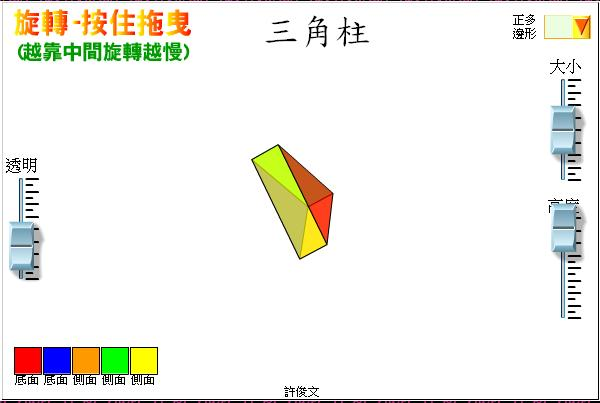 旋轉-按住拖曳
(越靠中間旋轉越慢)
三角柱
正多
邊形
大小
透明
高度
底面 底面 側面 側面 側面
許俊文